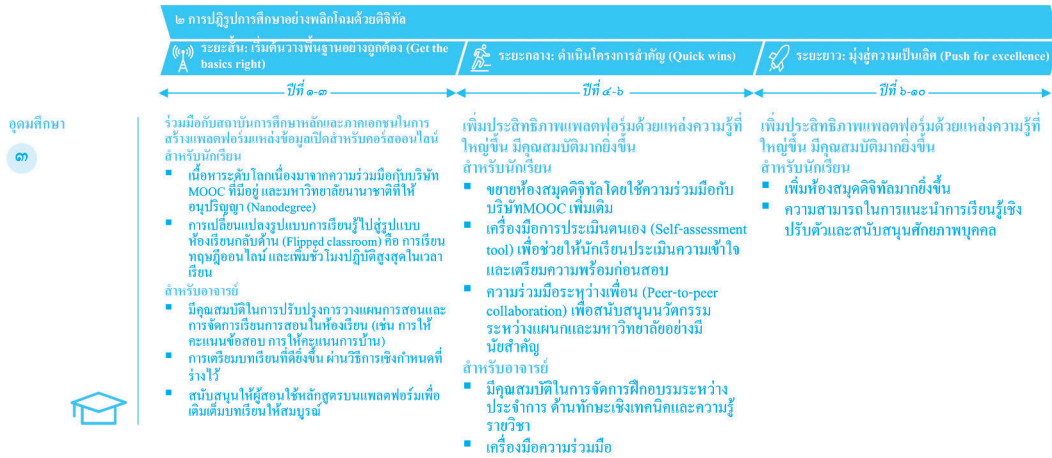 ๒ การปฏิรูปการศึกษาอย่างพลิกโฉมด้วยดิจิทัล
ระยะสั้น: เริ่มต้นวางพื้นฐานอย่างถูกต้อง (Get the
basics right)
ระยะกลาง: ดำเนินโครงการสำคัญ (Quick wins)
ระยะยาว: มุ่งสู่ความเป็นเลิศ (Push for excellence)
ปีที่ ๑-๓
ปีที่ ๔-๖
ปีที่ ๖-๑๐
อุดมศึกษา
๓
ร่วมมือกับสถาบันการศึกษาหลักและภาคเอกชนในการ
สร้างแพลตฟอร์มแหล่งข้อมูลเปิดสำหรับคอร์สออนไลน์
สำหรับนักเรียน
▪ เนื้อหาระดับโลกเนื่องมาจากความร่วมมือกับบริษัท
MOOC ที่มีอยู่ และมหาวิทยาลัยนานาชาติที่ให้
อนุปริญญา (Nanodegree)
▪ การเปลี่ยนแปลงรูปแบบการเรียนรู้ไปสู่รูปแบบ
ห้องเรียนกลับด้าน (Flipped classroom) คือ การเรียน
ทฤษฎีออนไลน์ และเพิ่มชั่วโมงปฏิบัติสูงสุดในเวลา
เรียน
สำหรับอาจารย์
▪ มีคุณสมบัติในการปรับปรุงการวางแผนการสอนและ
การจัดการเรียนการสอนในห้องเรียน (เช่น การให้
คะแนนข้อสอบ การให้คะแนนการบ้าน)
▪ การเตรียมบทเรียนที่ดียิ่งขึ้น ผ่านวิธีการเชิงกำหนดที่
ร่างไว้
▪ สนับสนุนให้ผู้สอนใช้หลักสูตรบนแพลตฟอร์มเพื่อ
เติมเต็มบทเรียนให้สมบูรณ์
เพิ่มประสิทธิภาพแพลตฟอร์มด้วยแหล่งความรู้ที่
ใหญ่ขึ้น มีคุณสมบัติมากยิ่งขึ้น
สำหรับนักเรียน
▪ ขยายห้องสมุดดิจิทัลโดยใช้ความร่วมมือกับ
บริษัทMOOC เพิ่มเติม
▪ เครื่องมือการประเมินตนเอง (Self-assessment
tool) เพื่อช่วยให้นักเรียนประเมินความเข้าใจ
และเตรียมความพร้อมก่อนสอบ
▪ ความร่วมมือระหว่างเพื่อน (Peer-to-peer
collaboration) เพื่อสนับสนุนนวัตกรรม
ระหว่างแผนกและมหาวิทยาลัยอย่างมี
นัยสำคัญ
สำหรับอาจารย์
▪ มีคุณสมบัติในการจัดการฝึกอบรมระหว่าง
ประจำการ ด้านทักษะเชิงเทคนิคและความรู้
รายวิชา
▪ เครื่องมือความร่วมมือ
เพิ่มประสิทธิภาพแพลตฟอร์มด้วยแหล่งความรู้ที่
ใหญ่ขึ้น มีคุณสมบัติมากยิ่งขึ้น
สำหรับนักเรียน
▪ เพิ่มห้องสมุดดิจิทัลมากยิ่งขึ้น
▪ ความสามารถในการแนะนำการเรียนรู้เชิง
ปรับตัวและสนับสนุนศักยภาพบุคคล